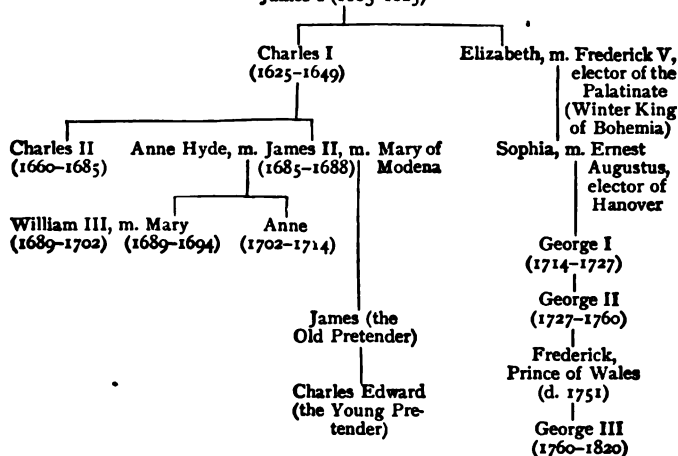 Charles I
(1625–1649)
Elizabeth, m. Frederick V,
elector of the
Palatinate
(Winter King
of Bohemia)
Charles II
(1660–1685)
Anne Hyde, m. James II, m. Mary of
(1685–1688) Modena
Sophia, m. Ernest
Augustus,
elector of
Hanover
William III, m. Mary
(1689–1702) (1689–1694)
Anne
(1702–1714)
George I
(1714–1727)
George II
(1727–1760)
James (the
Old Pretender)
Frederick,
Prince of Wales
(d. 1751)
Charles Edward
(the Young Pre-
tender)
George III
(1760–1820)